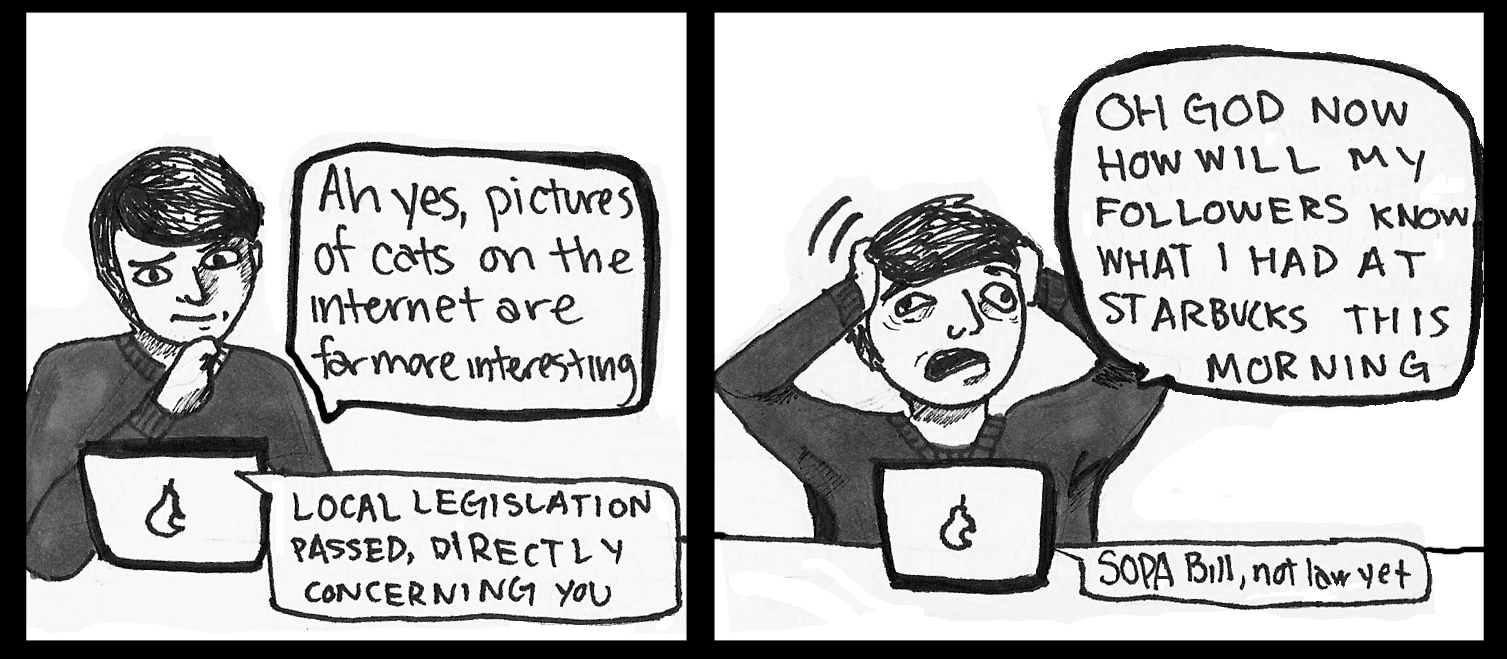 Ah yes, pictures
of cats on the
internet are
far more interesting
LOCAL LEGISLATION
PASSED, DIRECTLY
CONCERNING YOU
OH GOD NOW
HOW WILL MY
FOLLOWERS KNOW
WHAT I HAD AT
STARBUCKS THIS
MORNING
SOPA Bill, not law yet